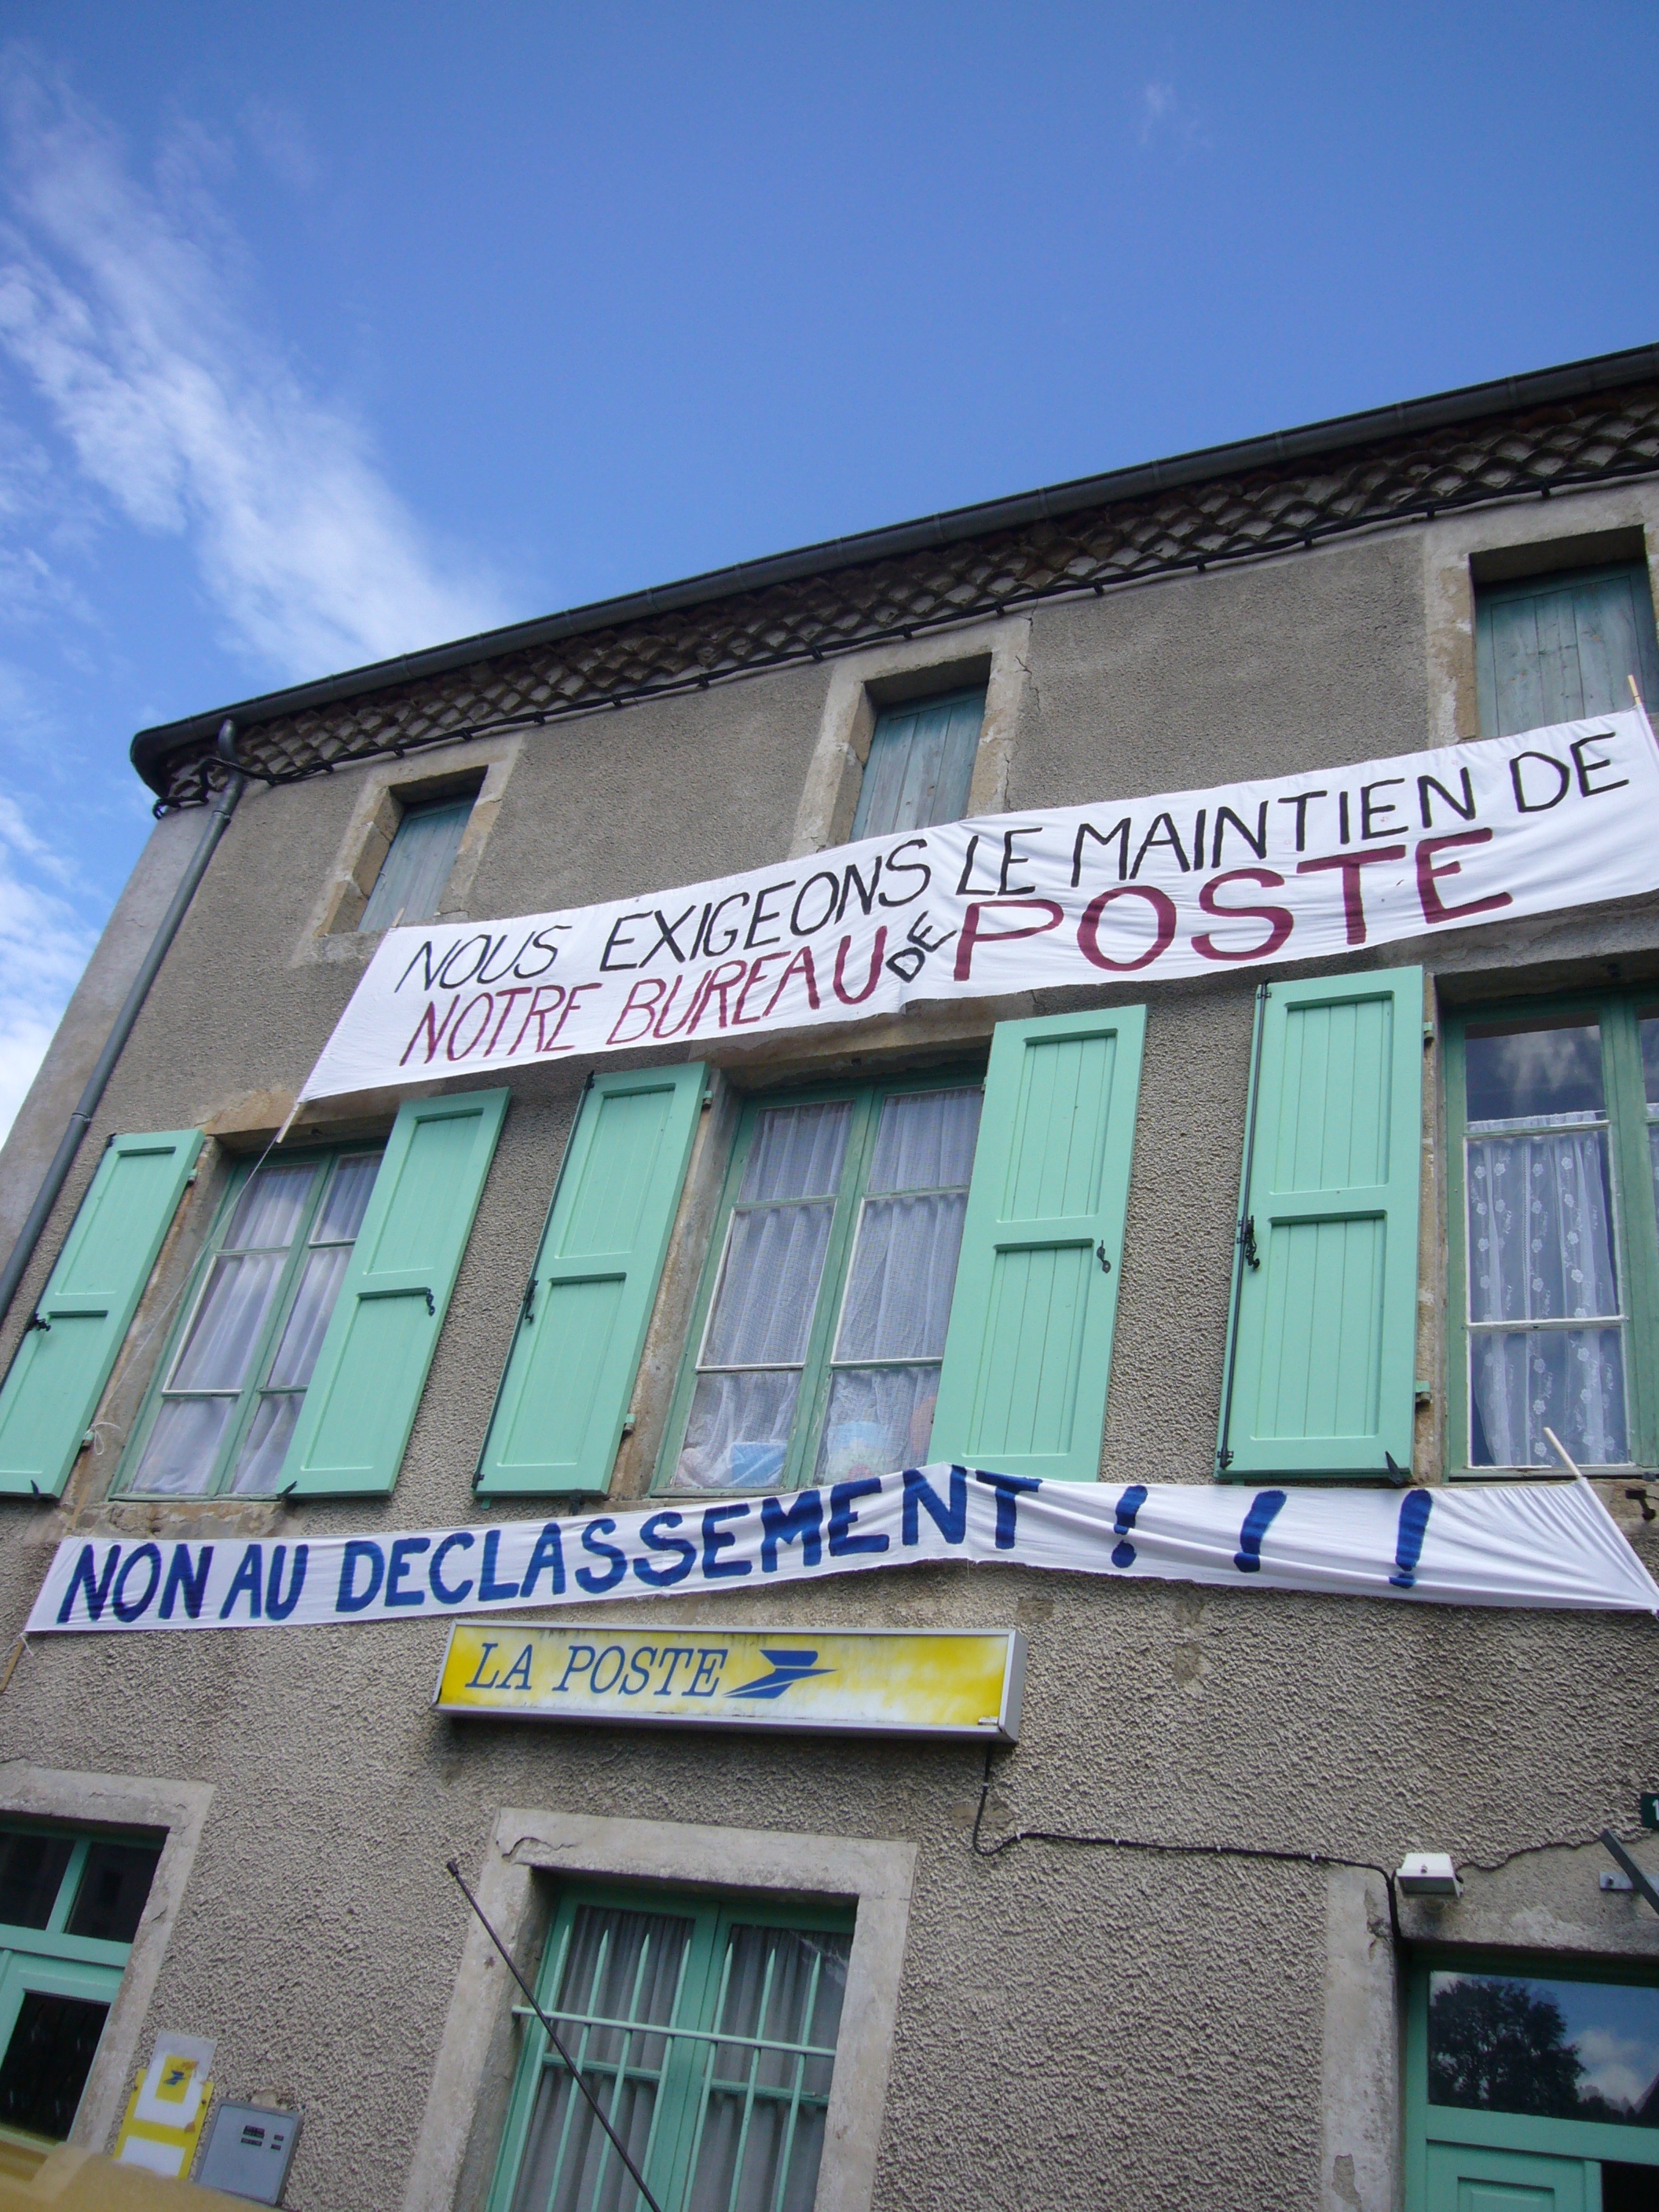 NOUS EXIGEONS LE MAINTIEN DE
NOTRE BUREAU DE POSTE
NON AU DECLASSEMENT ! ! !
LA POSTE